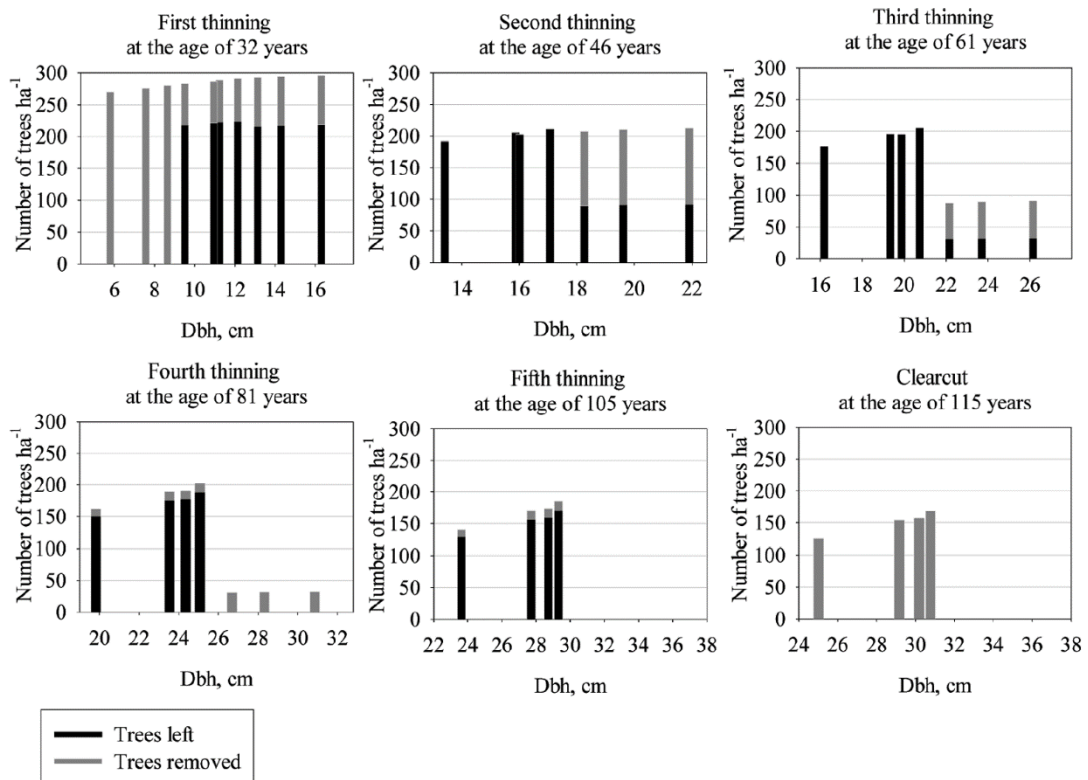 First thinning
at the age of 32 years
Number of trees ha-1
300
250
200
150
100
50
0
6 8 10 12 14 16
Dbh, cm
Second thinning
at the age of 46 years
Number of trees ha-1
300
250
200
150
100
50
0
14 16 18 20 22
Dbh, cm
Third thinning
at the age of 61 years
Number of trees ha-1
300
250
200
150
100
50
0
16 18 20 22 24 26
Dbh, cm
Fourth thinning
at the age of 81 years
Number of trees ha-1
300
250
200
150
100
50
0
20 22 24 26 28 30 32
Dbh, cm
Fifth thinning
at the age of 105 years
Number of trees ha-1
300
250
200
150
100
50
0
22 24 26 28 30 32 34 36 38
Dbh, cm
Clearcut
at the age of 115 years
Number of trees ha-1
300
250
200
150
100
50
0
24 26 28 30 32 34 36 38
Dbh, cm
Trees left
Trees removed